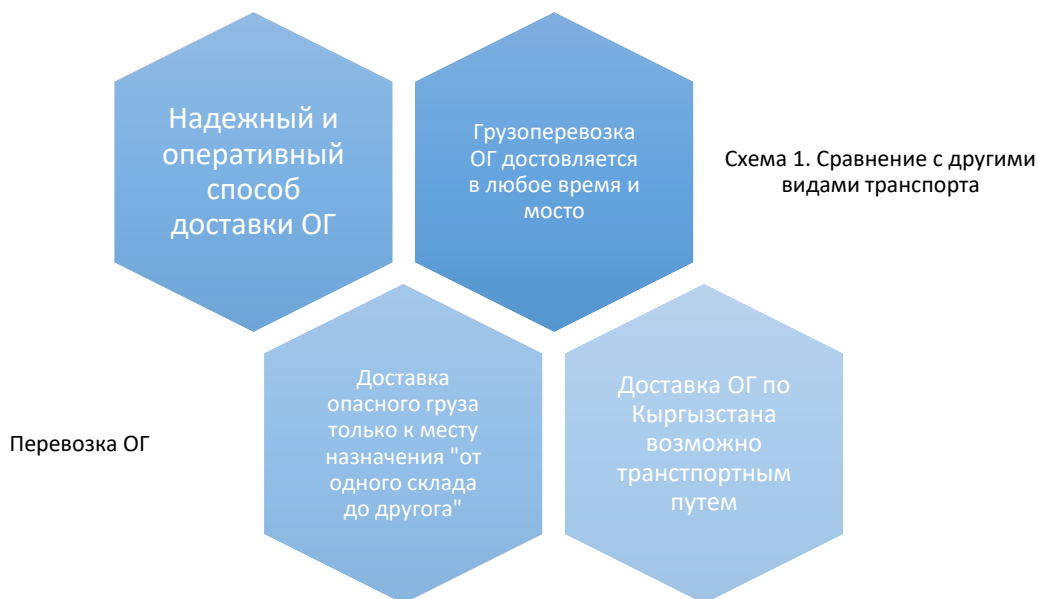 Надежный и
оперативный
способ
доставки ОГ
Грузоперевозка
ОГ достовляется
в любое время и
мосто
Схема 1. Сравнение с другими
видами транспорта
Перевозка ОГ
Доставка
опасного груза
только к месту
назначения "от
одного склада
до другога"
Доставка ОГ по
Кыргызстана
возможно
транстпортным
путем